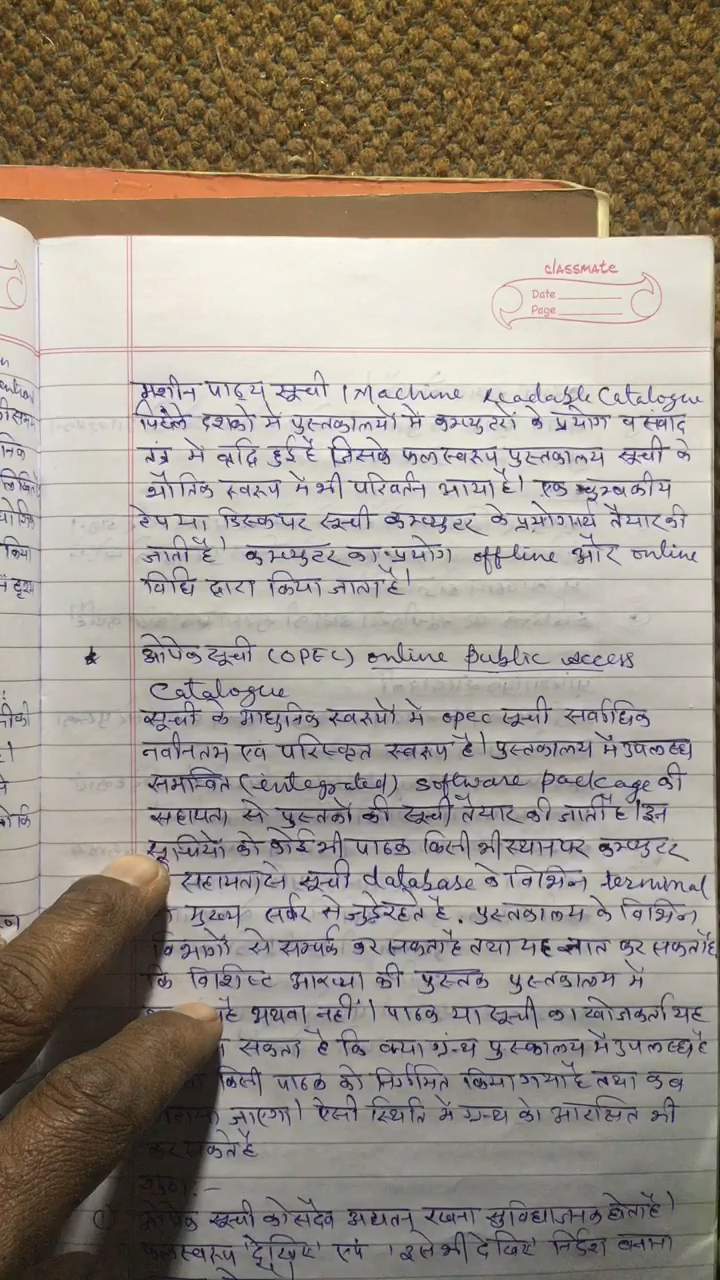 classmate
Date
Page
मशीन पाठ्य सूची (Machine Readable Catalogue
पिछले दशको में पुस्तकालयों में कम्प्युटरों के प्रयोग व संवाद
तंत्र में वृद्दि हुई है जिसके फलस्वरूप पुस्तकालय सूची के
भौतिक स्वरूप में भी परिवर्तन आया है। एक चुम्बकीय
टेप या डिस्क पर सूची कम्प्युटर के प्रयोगार्थ तैयार की
जाती है। कम्प्युटर का प्रयोग offline और online
विधि द्वारा किया जाता है।
ओपेक सूची (OPEC) online public access
Catalogue
सूची के आधुनिक स्वरूपों में opec सूची सर्वाधिक
नवीनतम एवं परिस्कृत स्वरूप है। पुस्तकालय में उपलब्ध
समान्वित (integrated) software package की
सहायता से पुस्तकों की सूची तैयार की जाती है। इन
सूचियों को कोई भी पाठक किसी भी स्थान पर कम्प्युटर
सहायता से सूची database के विभिन्न terminal
मुख्य सर्वर से जुड़े रहते है. पुस्तकालय के विभिन्न
विभागों से सम्पर्क कर सकता है तथा यह ज्ञात कर सकता है
कि विशिष्ट आख्या की पुस्तक पुस्तकालय में
है अथवा नहीं। पाठक या सूची का खोजकर्ता यह
सकता है कि क्या ग्रन्थ पुस्कालय में उपलब्ध है
किसी पाठक को निर्गमित किया गया है तथा कब
जाएगा। ऐसी स्थिति में ग्रन्थ को आरक्षित भी
कर सकते है
गुण:-
ओपेक सूची को सदैव अद्यतन रखना सुविधाजनक होता है।
फलस्वरूप 'देखिए' एवं 'इसे भी देखिए' निर्देश बनाना